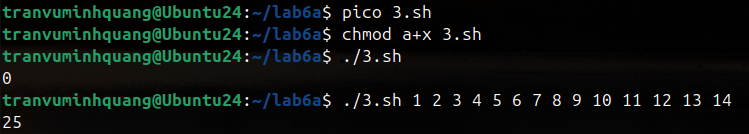 tranvuminhquang@Ubuntu24:~/lab6a$ pico 3.sh
tranvuminhquang@Ubuntu24:~/lab6a$ chmod a+x 3.sh
tranvuminhquang@Ubuntu24:~/lab6a$ ./3.sh
0
tranvuminhquang@Ubuntu24:~/lab6a$ ./3.sh 1 2 3 4 5 6 7 8 9 10 11 12 13 14
25